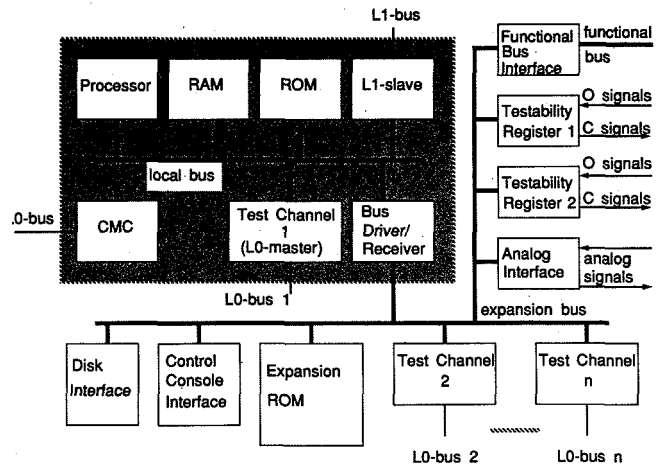 L1-bus
Processor
RAM
ROM
L1-slave
local bus
.0-bus
CMC
Test Channel
1
(L0-master)
Bus
Driver/
Receiver
L0-bus 1
Functional
Bus
Interface
functional
bus
Testability
Register 1
O signals
C signals
Testability
Register 2
O signals
C signals
Analog
Interface
analog
signals
expansion bus
Disk
Interface
Control
Console
Interface
Expansion
ROM
Test Channel
2
Test Channel
n
L0-bus 2
L0-bus n